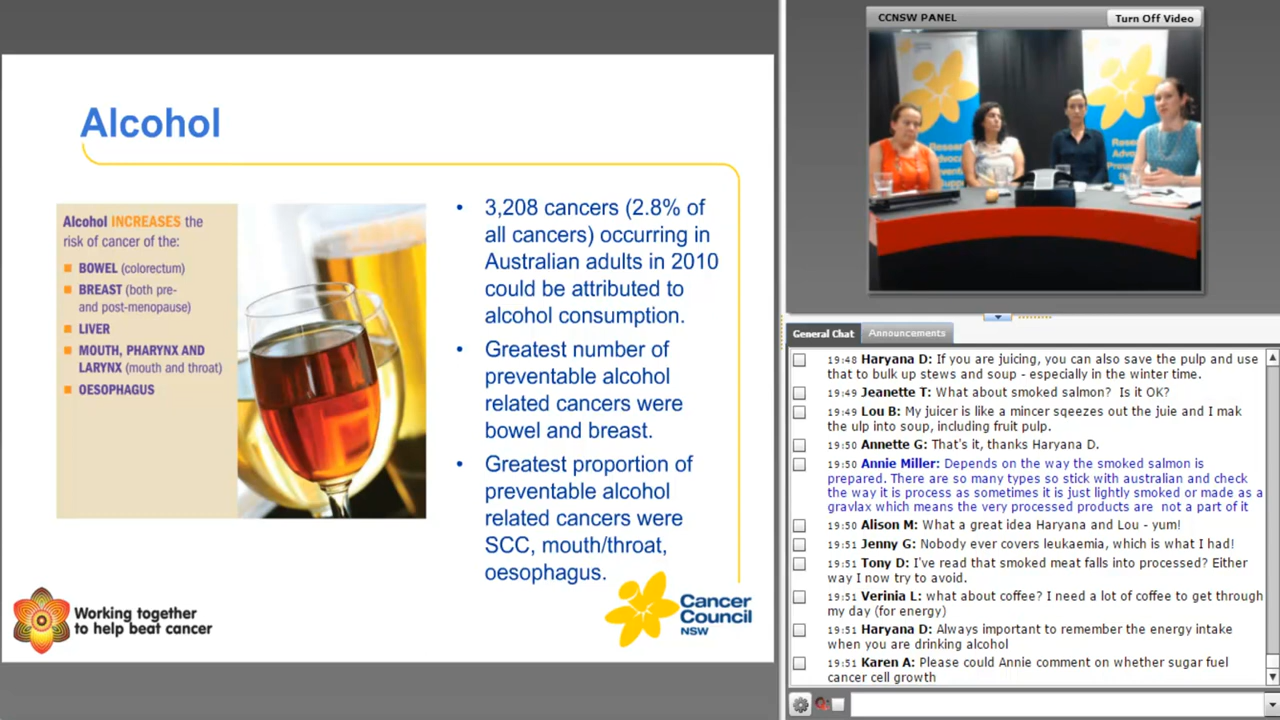 Alcohol
Alcohol INCREASES the
risk of cancer of the:
BOWEL (colorectum)
BREAST (both pre-
and post-menopause)
LIVER
MOUTH, PHARYNX AND
LARYNX (mouth and throat)
OESOPHAGUS
• 3,208 cancers (2.8% of
all cancers) occurring in
Australian adults in 2010
could be attributed to
alcohol consumption.
• Greatest number of
preventable alcohol
related cancers were
bowel and breast.
• Greatest proportion of
preventable alcohol
related cancers were
SCC, mouth/throat,
oesophagus.
Working together
to help beat cancer
Cancer
Council
NSW
CCNSW PANEL
Turn Off Video
General Chat
Announcements
19:48 Haryana D: If you are juicing, you can also save the pulp and use
that to bulk up stews and soup - especially in the winter time.
19:49 Jeanette T: What about smoked salmon? Is it OK?
19:49 Lou B: My juicer is like a mincer sqeezes out the juie and I mak
the ulp into soup, including fruit pulp.
19:50 Annette G: That's it, thanks Haryana D.
19:50 Annie Miller: Depends on the way the smoked salmon is
prepared. There are so many types so stick with australian and check
the way it is process as sometimes it is just lightly smoked or made as a
gravlax which means the very processed products are not a part of it
19:50 Alison M: What a great idea Haryana and Lou - yum!
19:51 Jenny G: Nobody ever covers leukaemia, which is what I had!
19:51 Tony D: I've read that smoked meat falls into processed? Either
way I now try to avoid.
19:51 Verinia L: what about coffee? I need a lot of coffee to get through
my day (for energy)
19:51 Haryana D: Always important to remember the energy intake
when you are drinking alcohol
19:51 Karen A: Please could Annie comment on whether sugar fuel
cancer cell growth